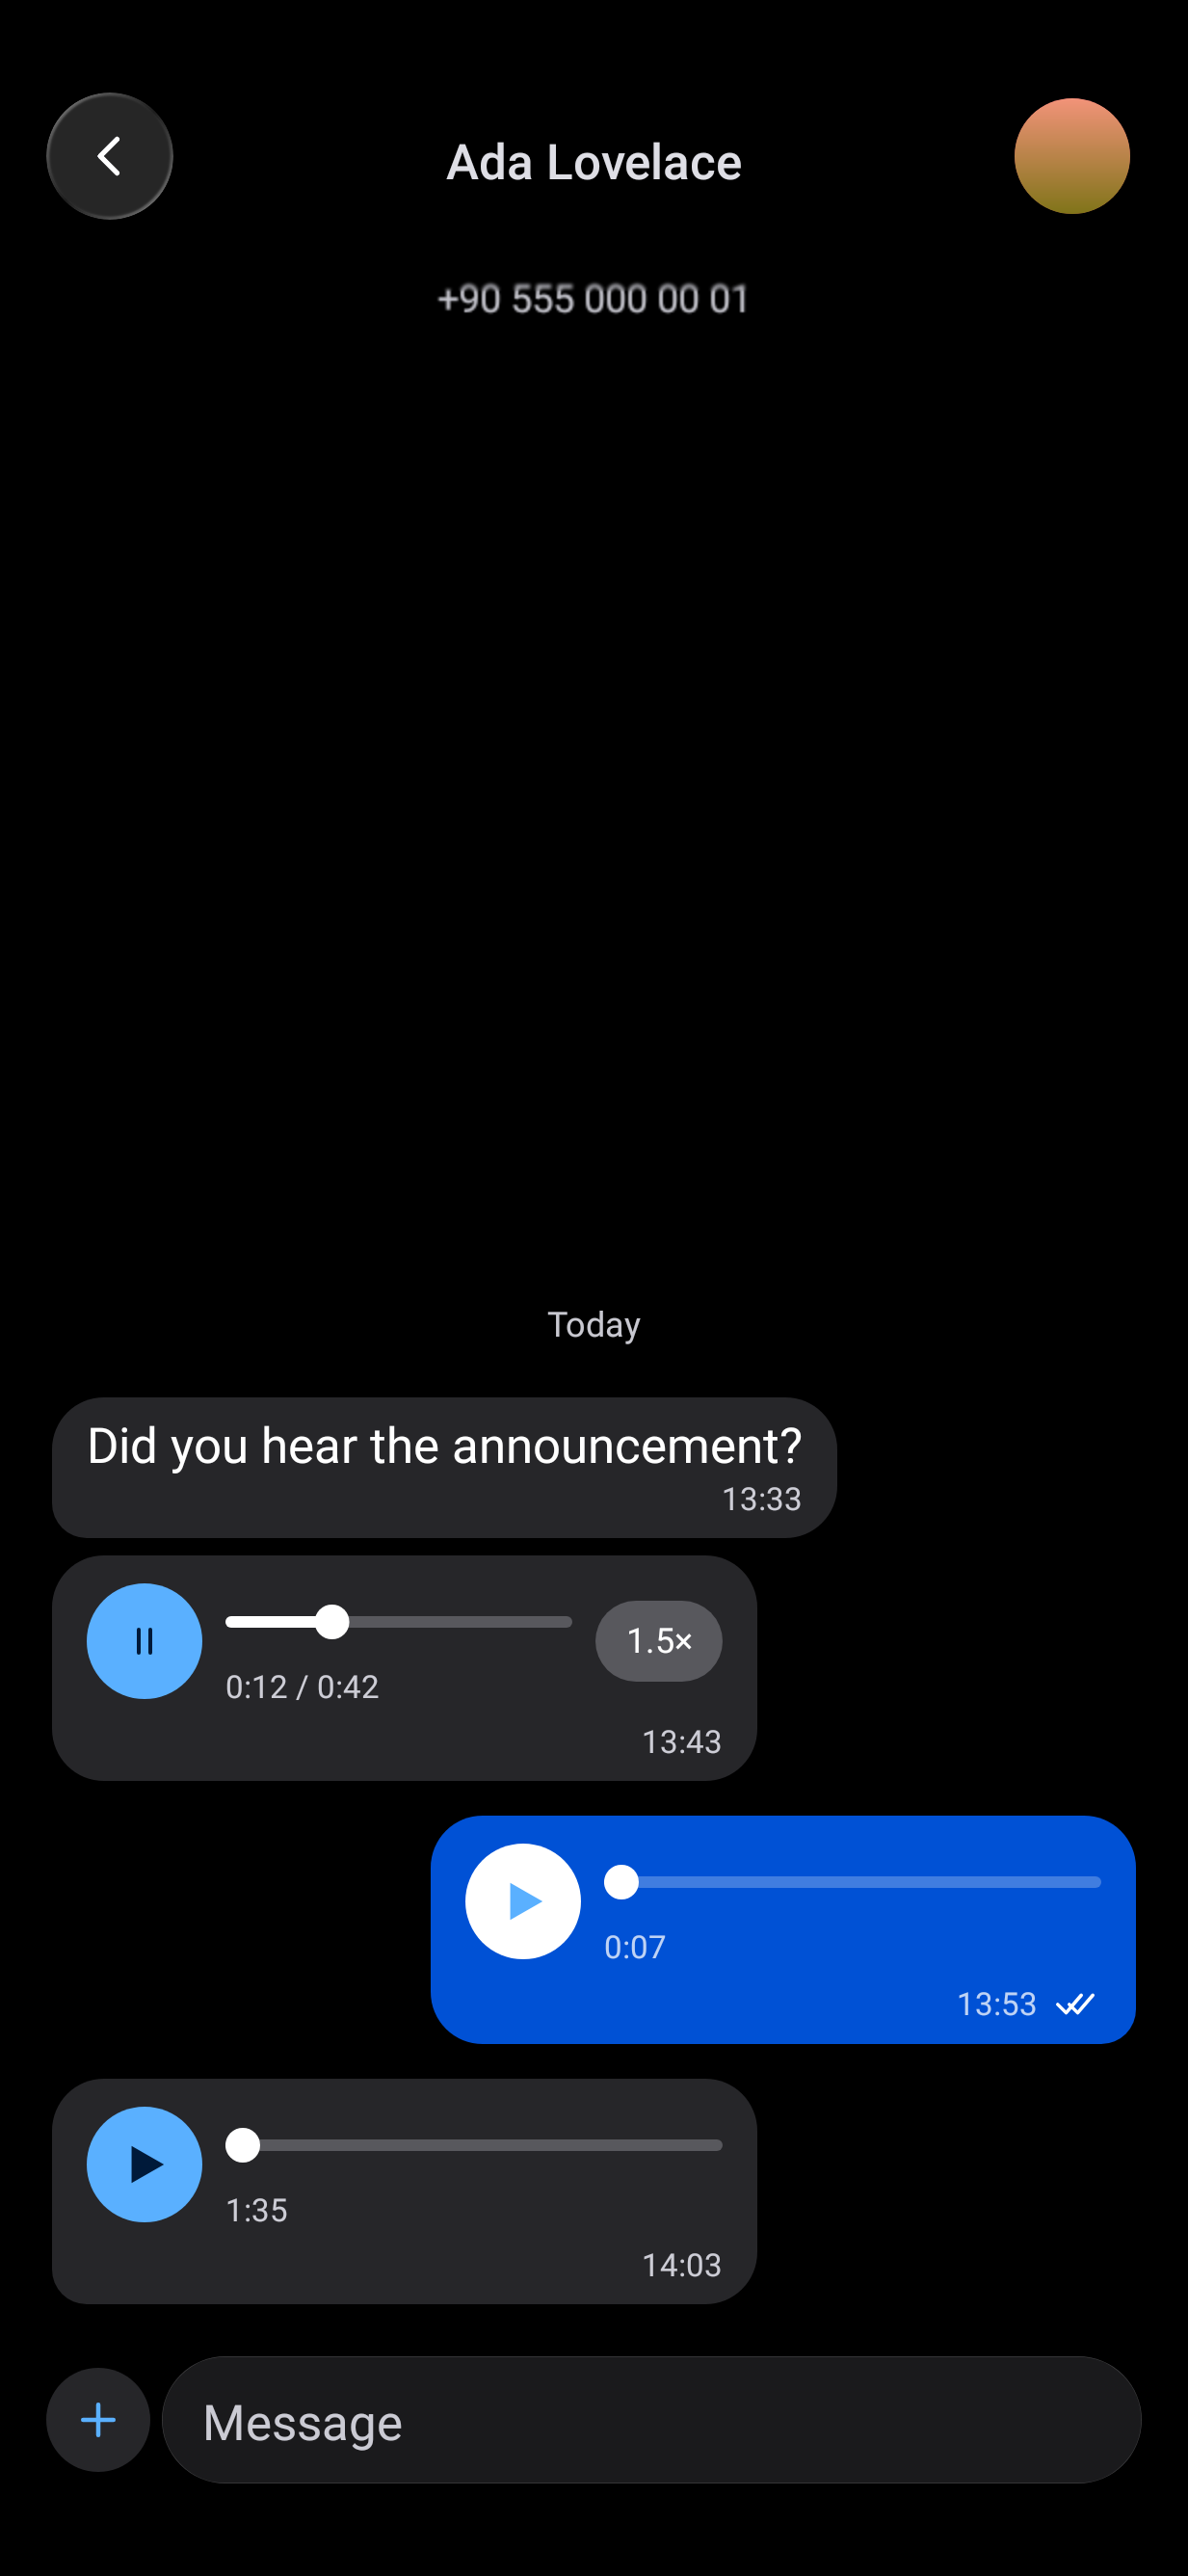 Ada Lovelace
+90 555 000 00 01
Today
Did you hear the announcement?
13:33
1.5×
0:12 / 0:42
13:43
0:07
13:53
1:35
14:03
Message